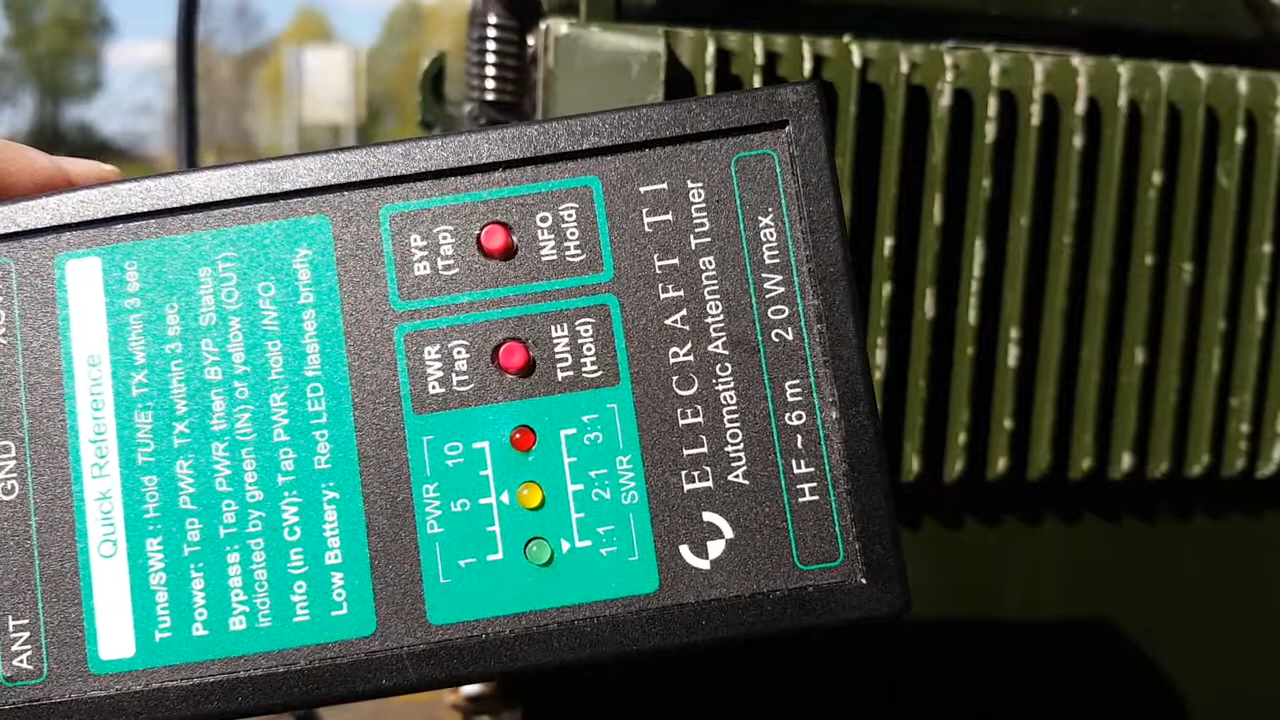 ANT
GND
Quick Reference
Tune/SWR : Hold TUNE ; TX within 3 sec
Power: Tap PWR; TX within 3 sec.
Bypass: Tap PWR, then BYP. Status
indicated by green (IN) or yellow (OUT)
Info (in CW): Tap PWR; hold INFO.
Low Battery: Red LED flashes briefly.
PWR
1 5 10
1:1 2:1 3:1
SWR
PWR
(Tap)
TUNE
(Hold)
BYP
(Tap)
INFO
(Hold)
ELECRAFT T1
Automatic Antenna Tuner
HF ~ 6 m 20 W max.